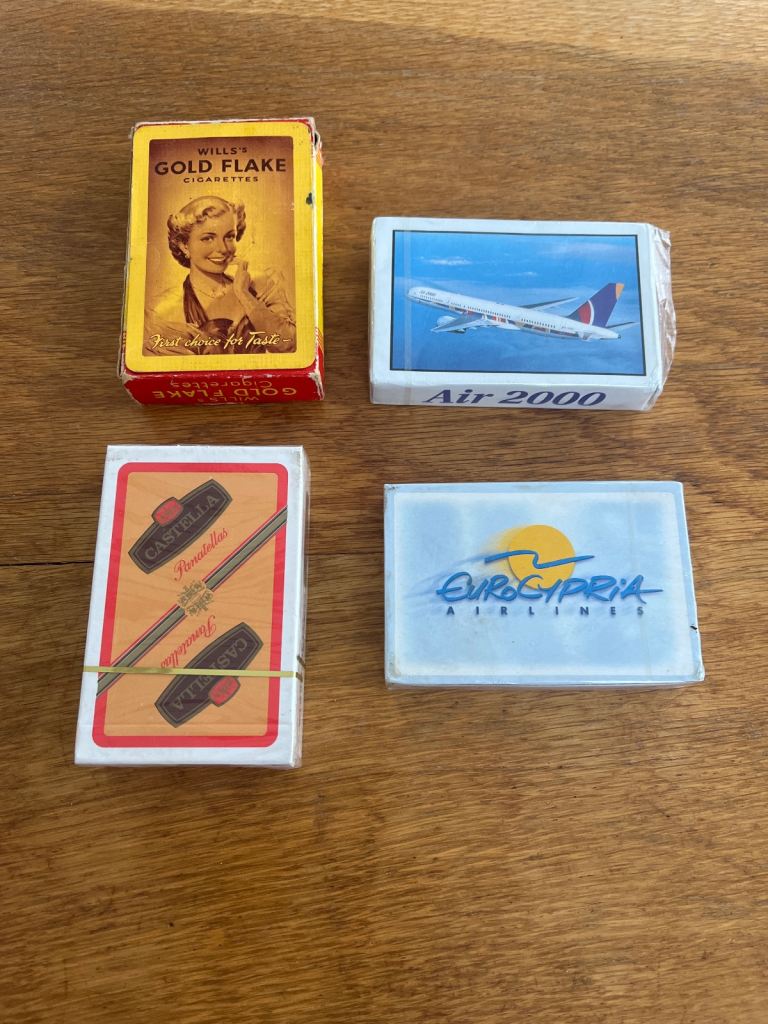 WILLS'S
GOLD FLAKE
CIGARETTES
First choice for Taste-
WILLS'S
GOLD FLAKE
Cigarettes
Air 2000
CASTELLA
Panatellas
Panatellas
CASTELLA
EUROCYPRIA
AIRLINES